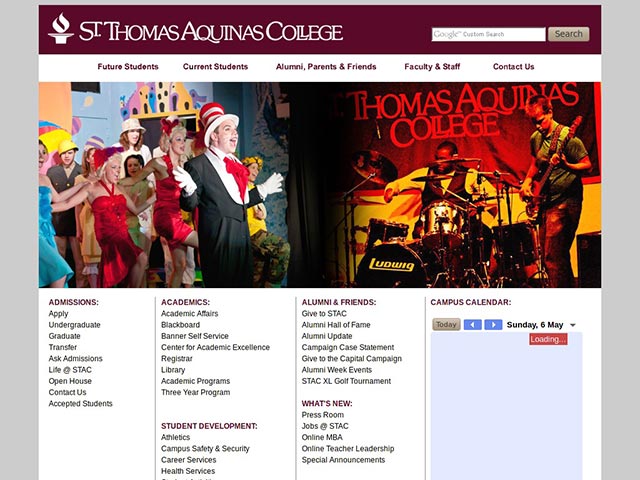 ST. THOMAS AQUINAS COLLEGE
Google™ Custom Search
Search
Future Students
Current Students
Alumni, Parents & Friends
Faculty & Staff
Contact Us
ST. THOMAS AQUINAS
COLLEGE
LUDWIG
ADMISSIONS:
Apply
Undergraduate
Graduate
Transfer
Ask Admissions
Life @ STAC
Open House
Contact Us
Accepted Students
ACADEMICS:
Academic Affairs
Blackboard
Banner Self Service
Center for Academic Excellence
Registrar
Library
Academic Programs
Three Year Program
STUDENT DEVELOPMENT:
Athletics
Campus Safety & Security
Career Services
Health Services
ALUMNI & FRIENDS:
Give to STAC
Alumni Hall of Fame
Alumni Update
Campaign Case Statement
Give to the Capital Campaign
Alumni Week Events
STAC XL Golf Tournament
WHAT'S NEW:
Press Room
Jobs @ STAC
Online MBA
Online Teacher Leadership
Special Announcements
CAMPUS CALENDAR:
Today
Sunday, 6 May
Loading...